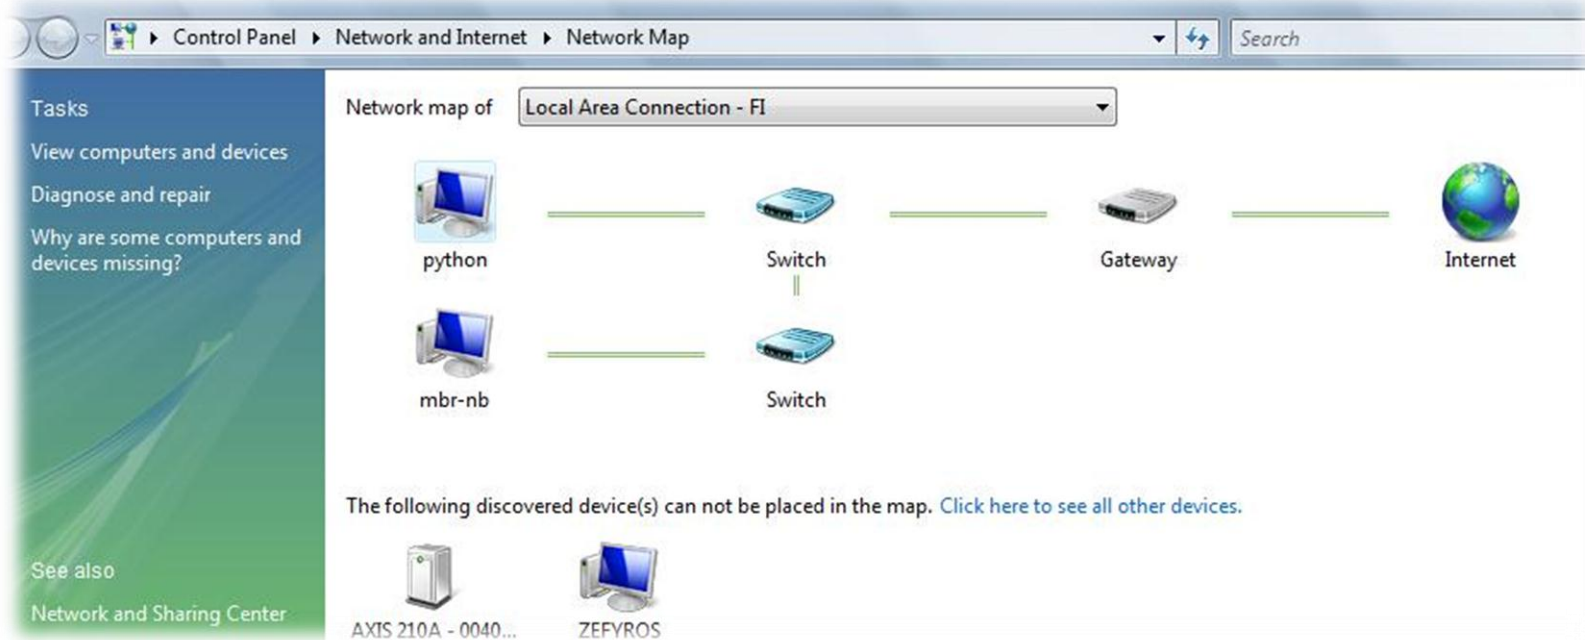 Control Panel ▸ Network and Internet ▸ Network Map
Search
Tasks
View computers and devices
Diagnose and repair
Why are some computers and
devices missing?
See also
Network and Sharing Center
Network map of Local Area Connection - FI
python Switch Gateway Internet
mbr-nb Switch
The following discovered device(s) can not be placed in the map. Click here to see all other devices.
AXIS 210A - 0040... ZEFYROS